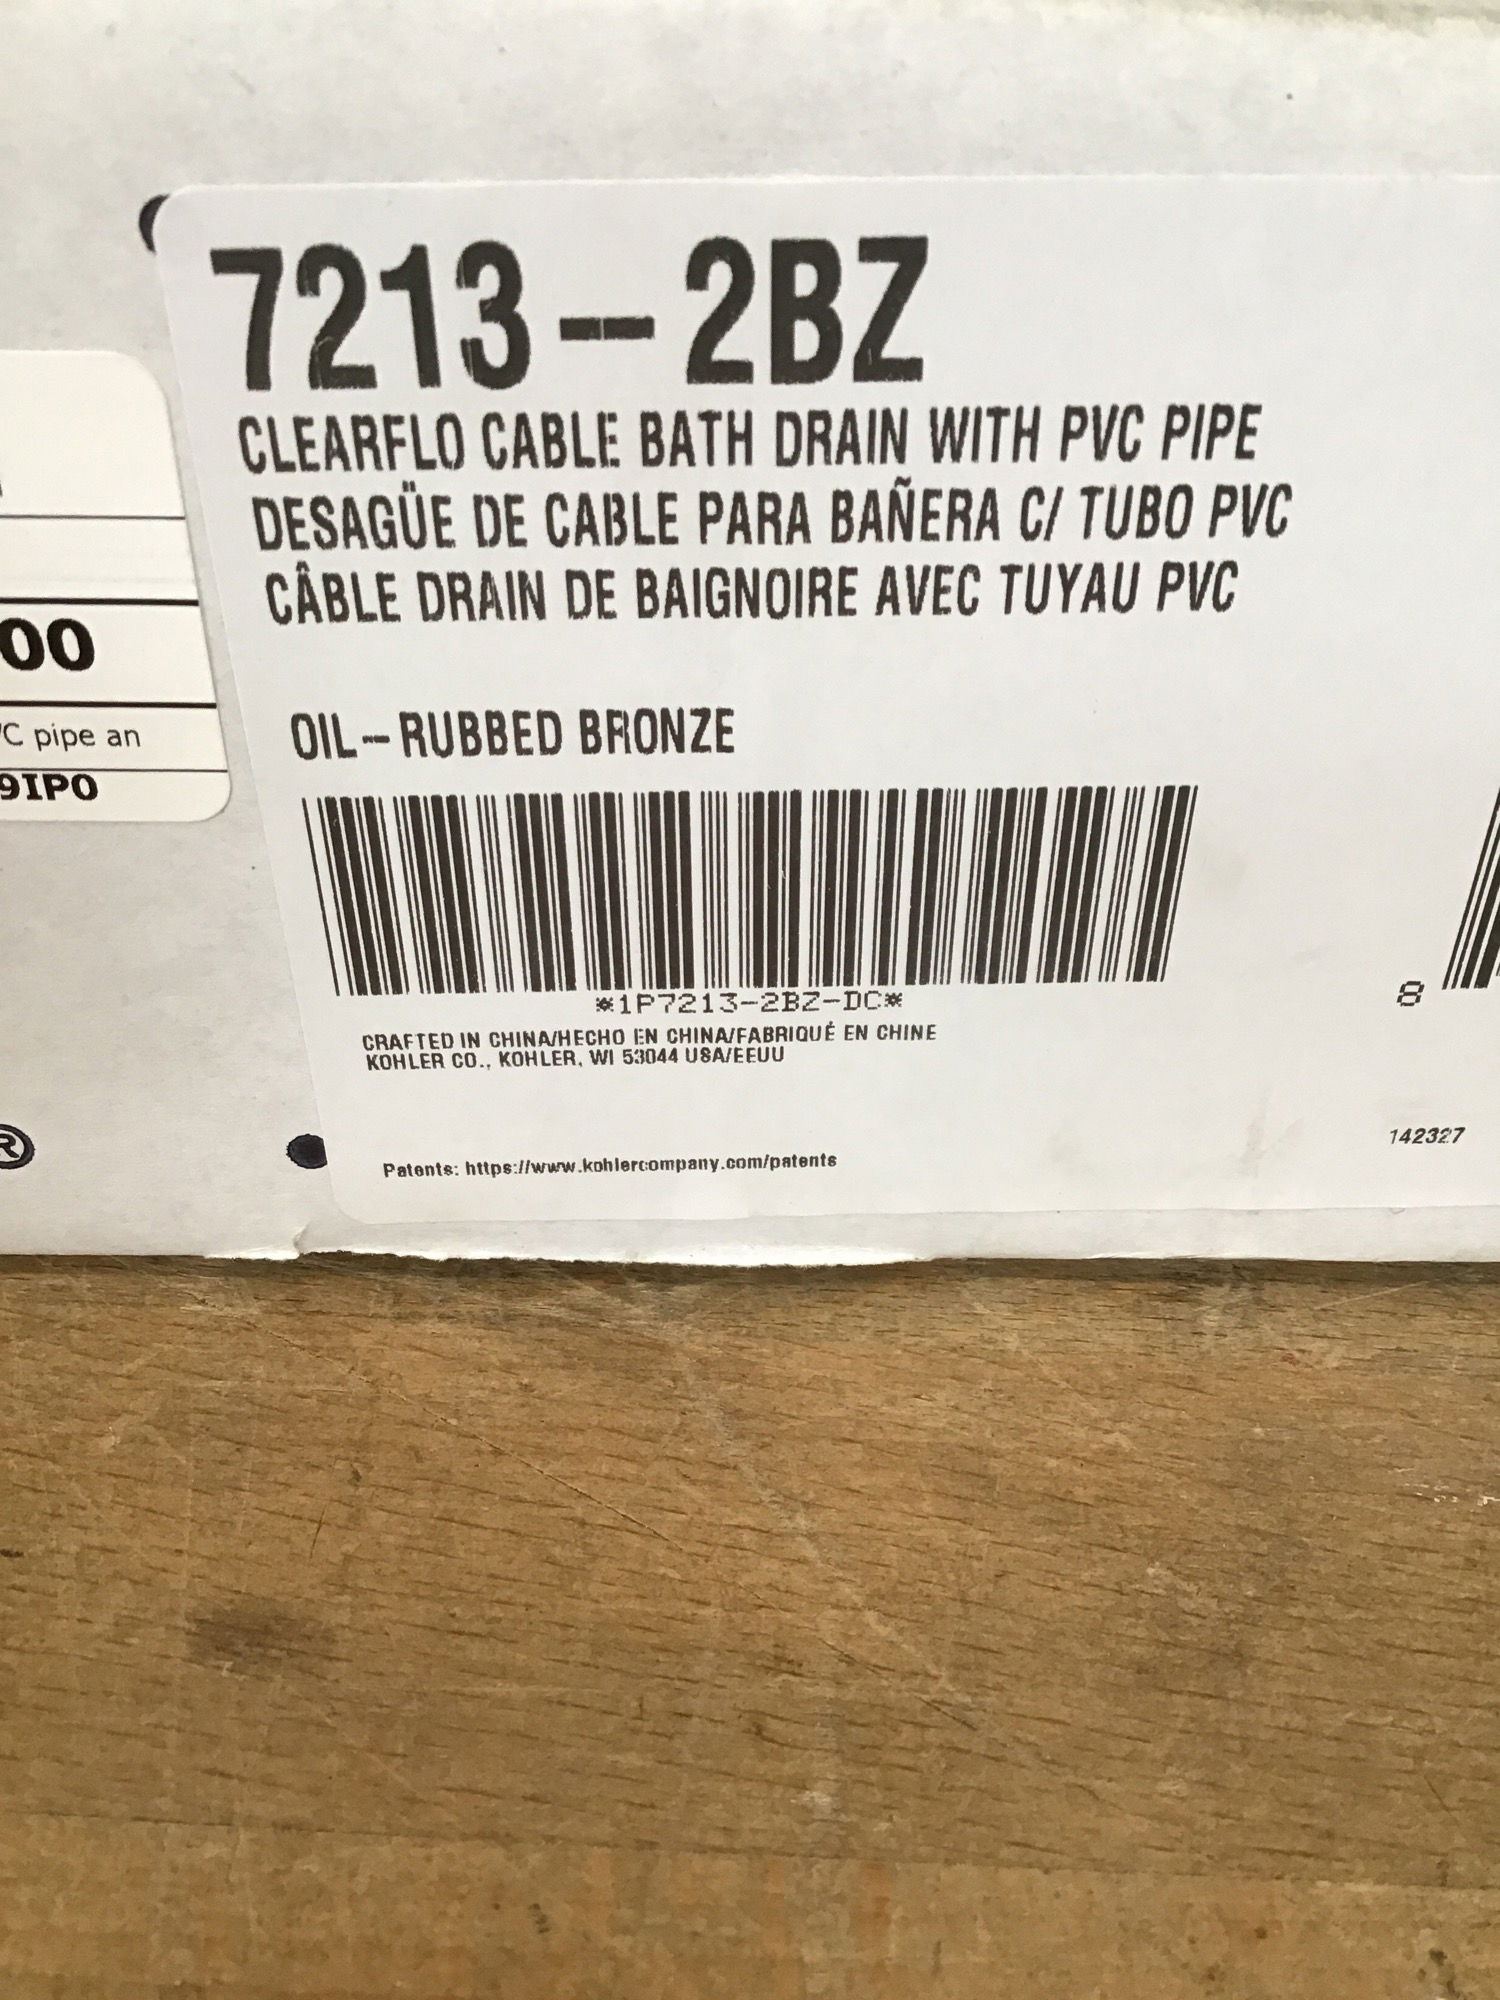 7213-2BZ
CLEARFLO CABLE BATH DRAIN WITH PVC PIPE
DESAGÜE DE CABLE PARA BAÑERA C/ TUBO PVC
CÂBLE DRAIN DE BAIGNOIRE AVEC TUYAU PVC
OIL-RUBBED BRONZE
*1P7213-2BZ-DC*
CRAFTED IN CHINA/HECHO EN CHINA/FABRIQUÉ EN CHINE
KOHLER CO., KOHLER, WI 53044 USA/EEUU
Patents: https://www.kohlercompany.com/patents
8
142327
00
C pipe an
9IPO
®